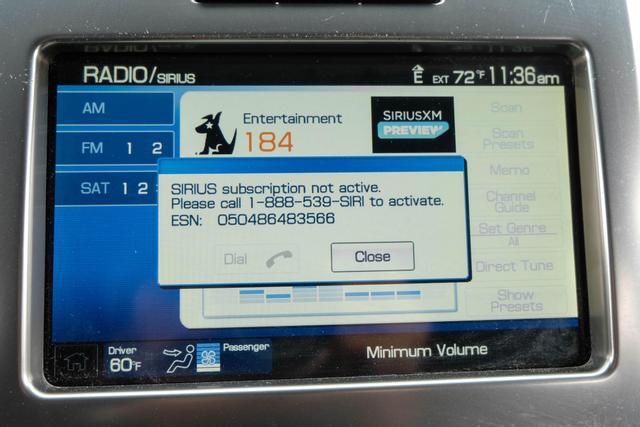 RADIO/SIRIUS
E EXT 72°F 11:36am
AM
FM 1 2
SAT 1 2
Entertainment
184
SIRIUSXM
PREVIEW
Scan
Scan
Presets
Memo
Channel
Guide
Set Genre
All
Direct Tune
Show
Presets
SIRIUS subscription not active.
Please call 1-888-539-SIRI to activate.
ESN: 050486483566
Dial
Close
Driver
60°F
Passenger
Minimum Volume